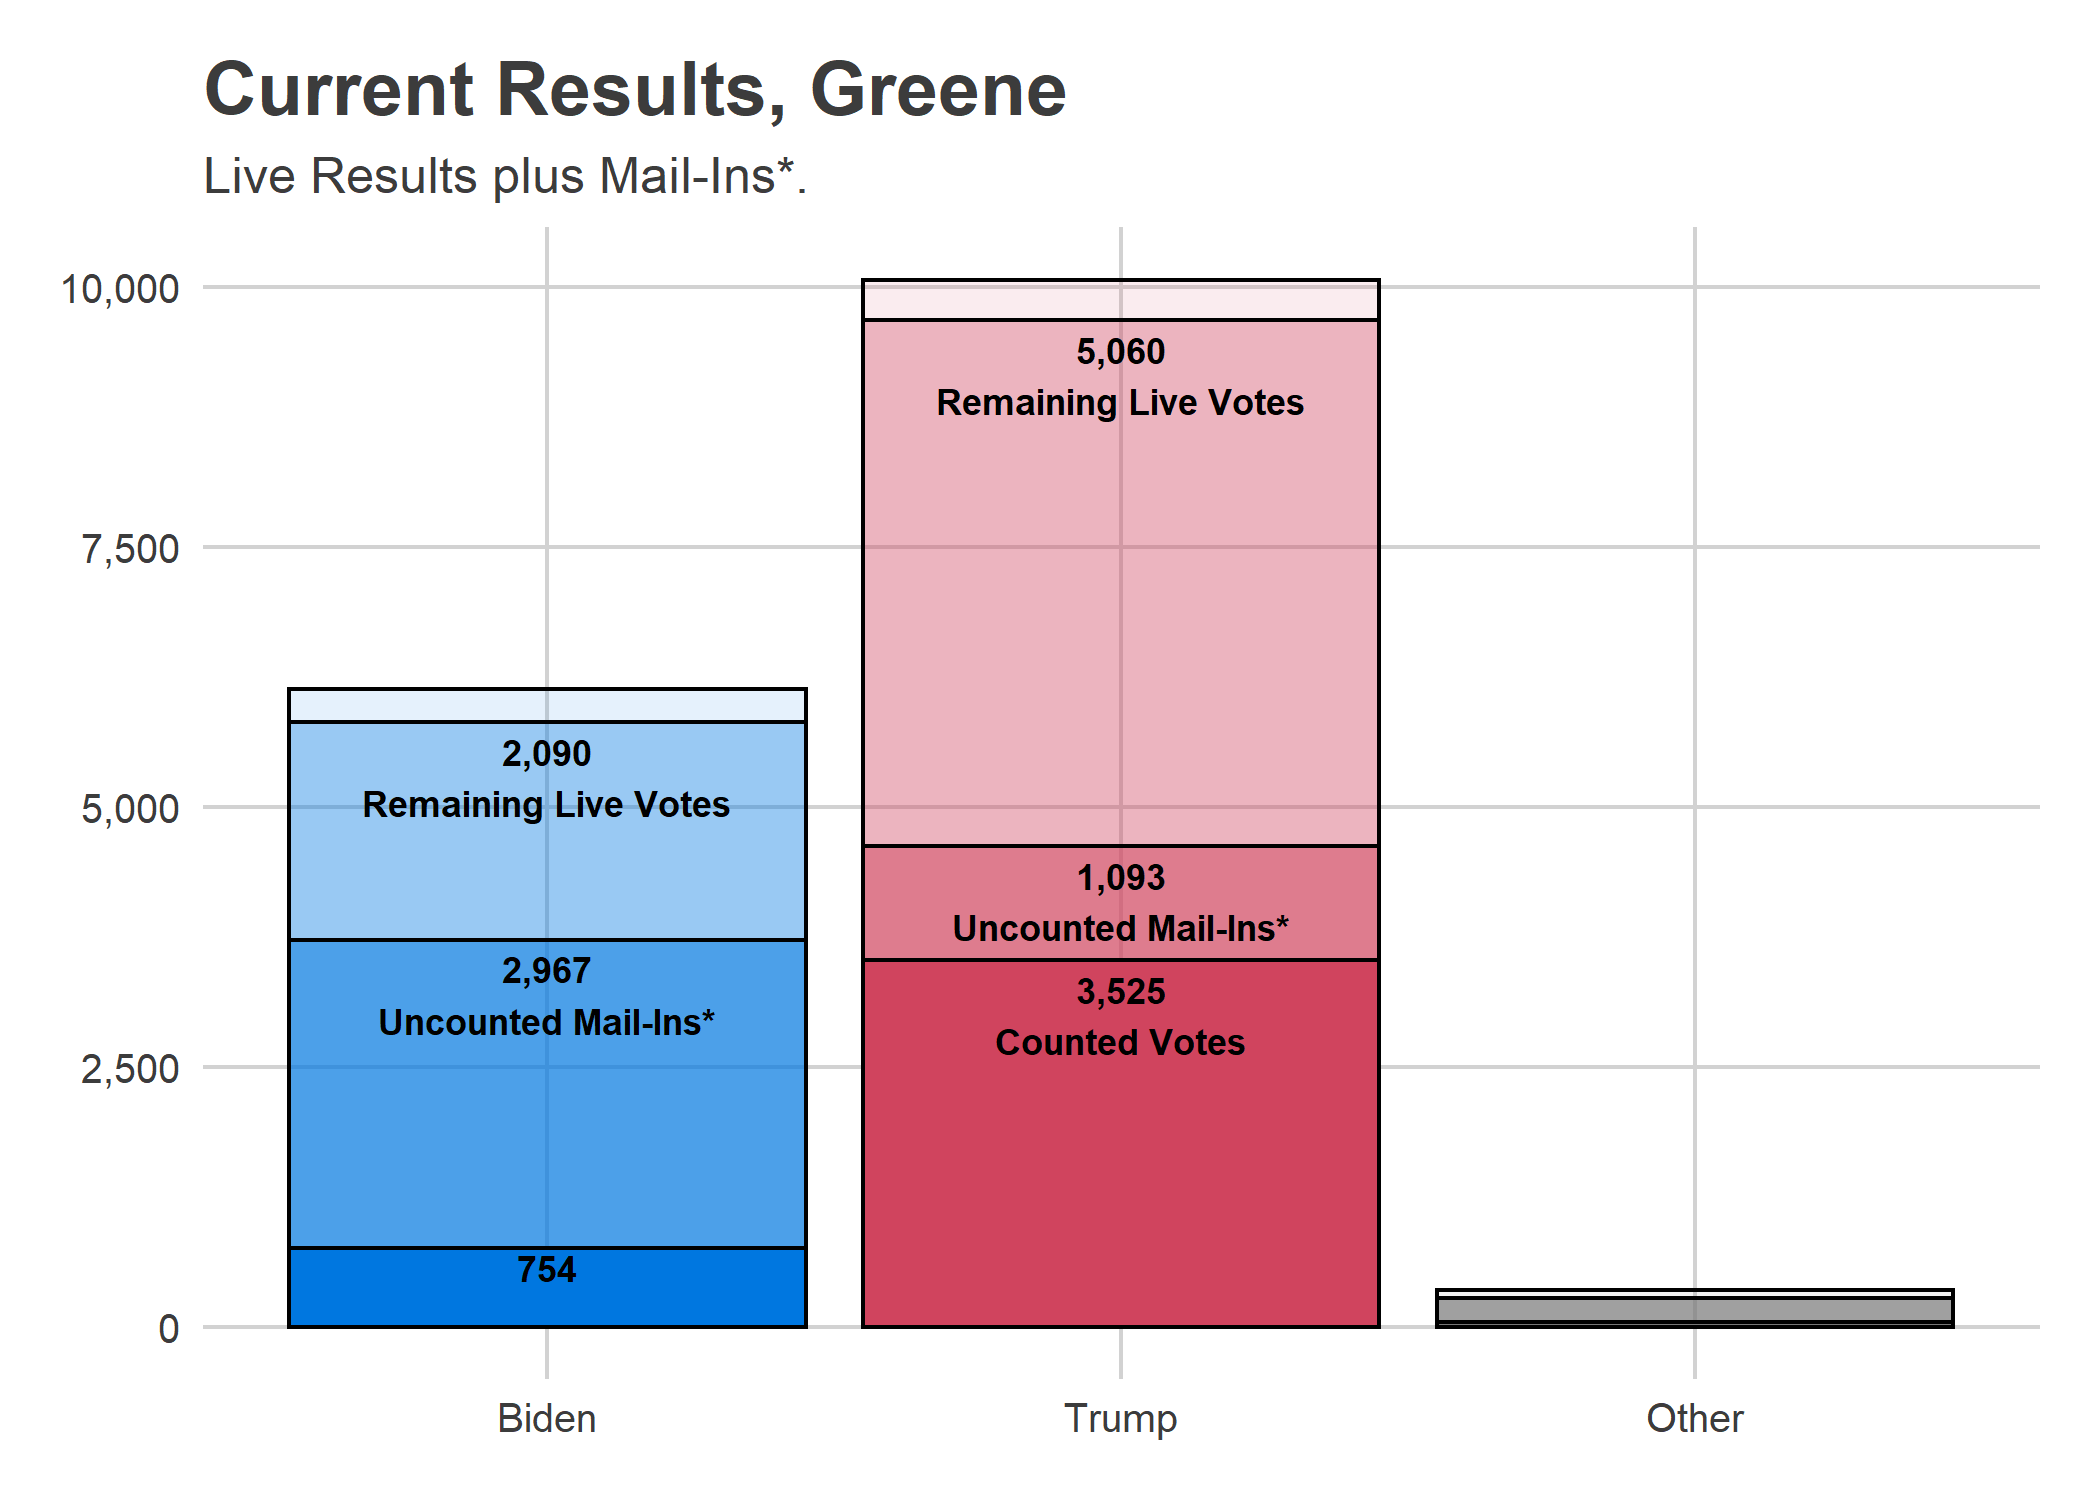 Current Results, Greene
Live Results plus Mail-Ins*.
10,000
7,500
5,000
2,500
0
2,090
Remaining Live Votes
2,967
Uncounted Mail-Ins*
754
5,060
Remaining Live Votes
1,093
Uncounted Mail-Ins*
3,525
Counted Votes
Biden
Trump
Other